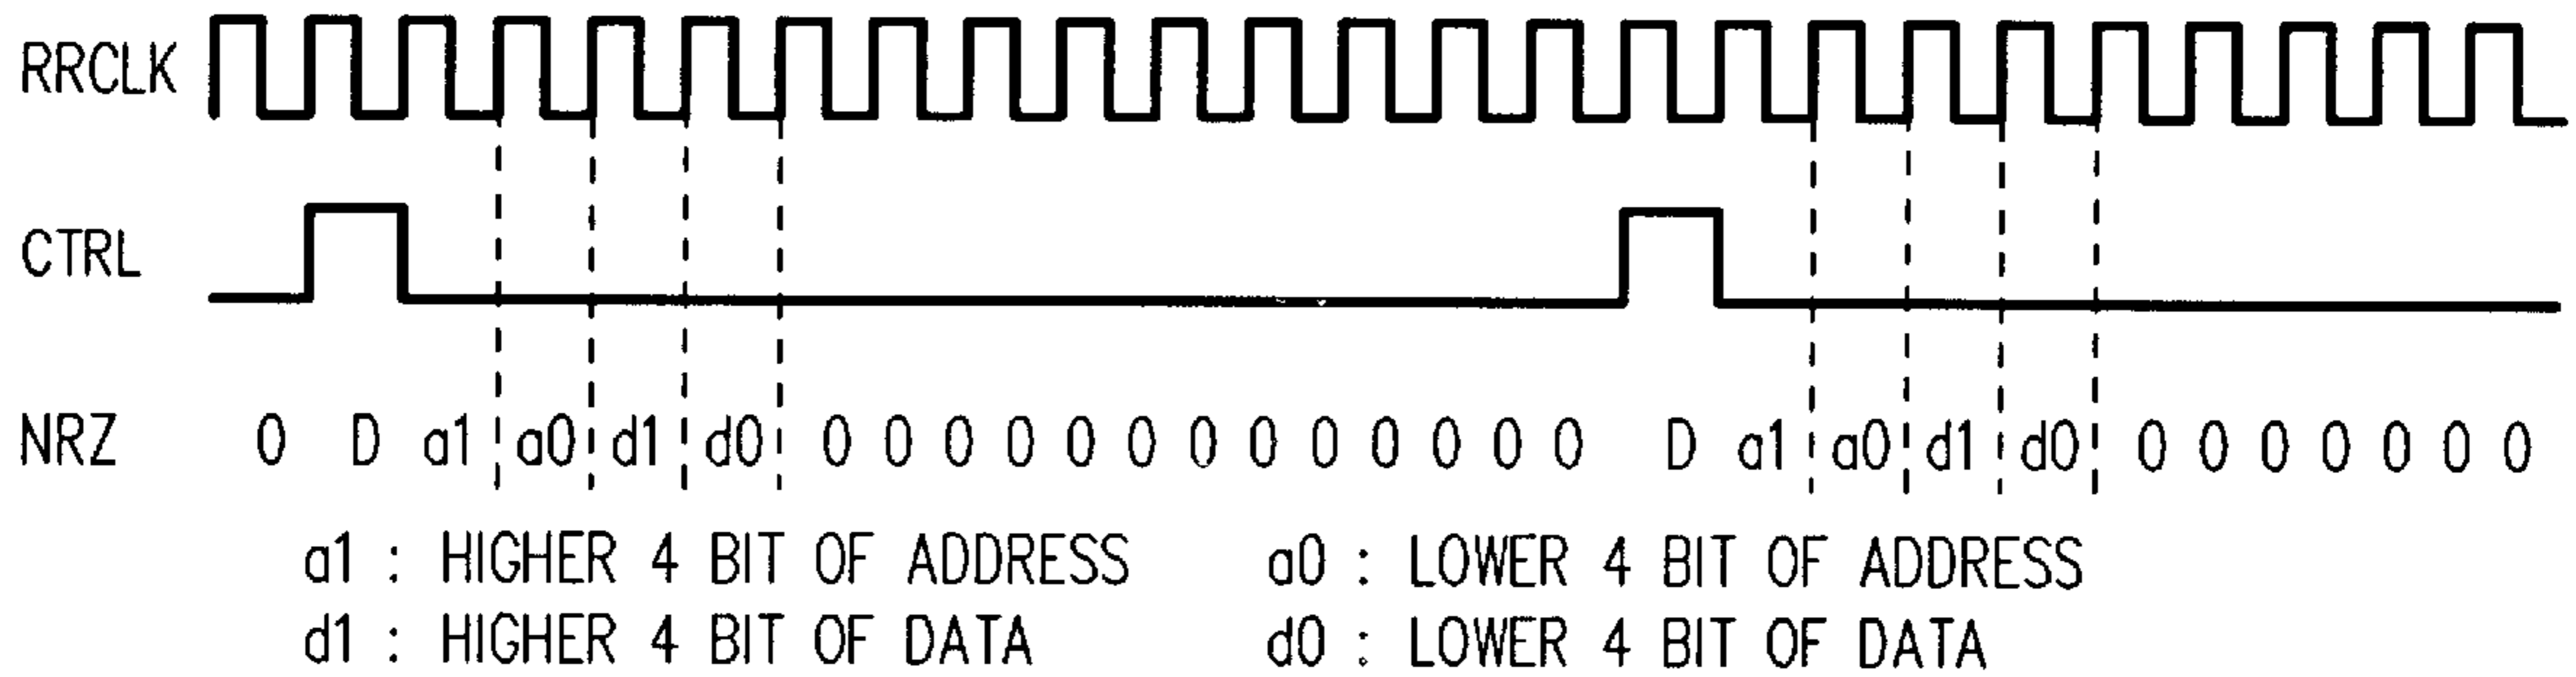 RRCLK
CTRL
NRZ 0 D a1 a0 d1 d0 0 0 0 0 0 0 0 0 0 0 0 0 0 D a1 a0 d1 d0 0 0 0 0 0 0 0
a1 : HIGHER 4 BIT OF ADDRESS a0 : LOWER 4 BIT OF ADDRESS
d1 : HIGHER 4 BIT OF DATA d0 : LOWER 4 BIT OF DATA